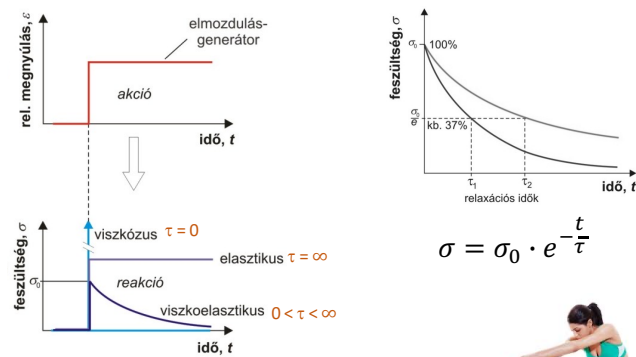 rel. megnyúlás, ε
elmozdulás-
generátor
akció
idő, t
feszültség, σ
σ₀
viszkózus τ = 0
elasztikus τ = ∞
reakció
viszkoelasztikus 0 < τ < ∞
idő, t
feszültség, σ
σ₀
100%
σ₀/e
kb. 37%
τ₁
τ₂
idő, t
relaxációs idők
σ = σ₀ · e^(-t/τ)